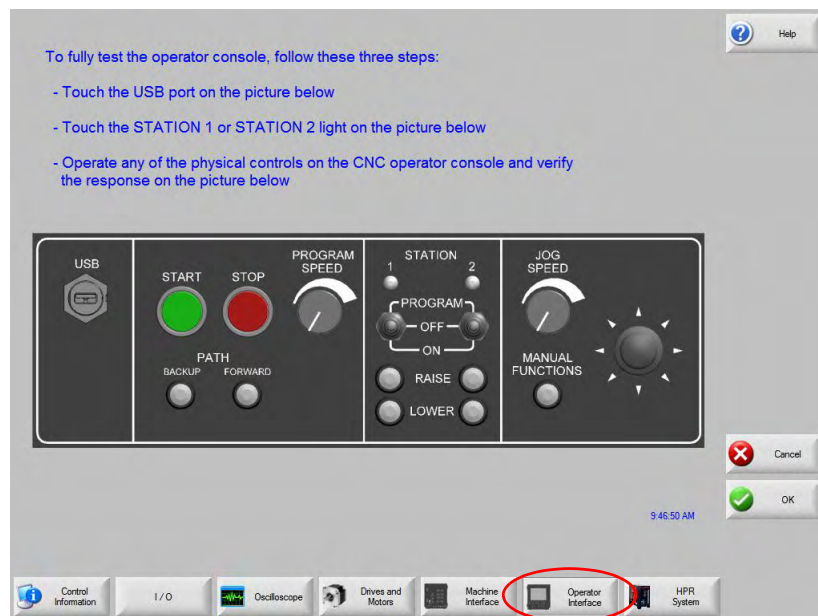 Help
To fully test the operator console, follow these three steps:
- Touch the USB port on the picture below
- Touch the STATION 1 or STATION 2 light on the picture below
- Operate any of the physical controls on the CNC operator console and verify
the response on the picture below
USB
START
STOP
PROGRAM
SPEED
PATH
BACKUP
FORWARD
STATION
1
2
PROGRAM
OFF
ON
RAISE
LOWER
JOG
SPEED
MANUAL
FUNCTIONS
Cancel
OK
9:46:50 AM
Control
Information
I / O
Oscilloscope
Drives and
Motors
Machine
Interface
Operator
Interface
HPR
System